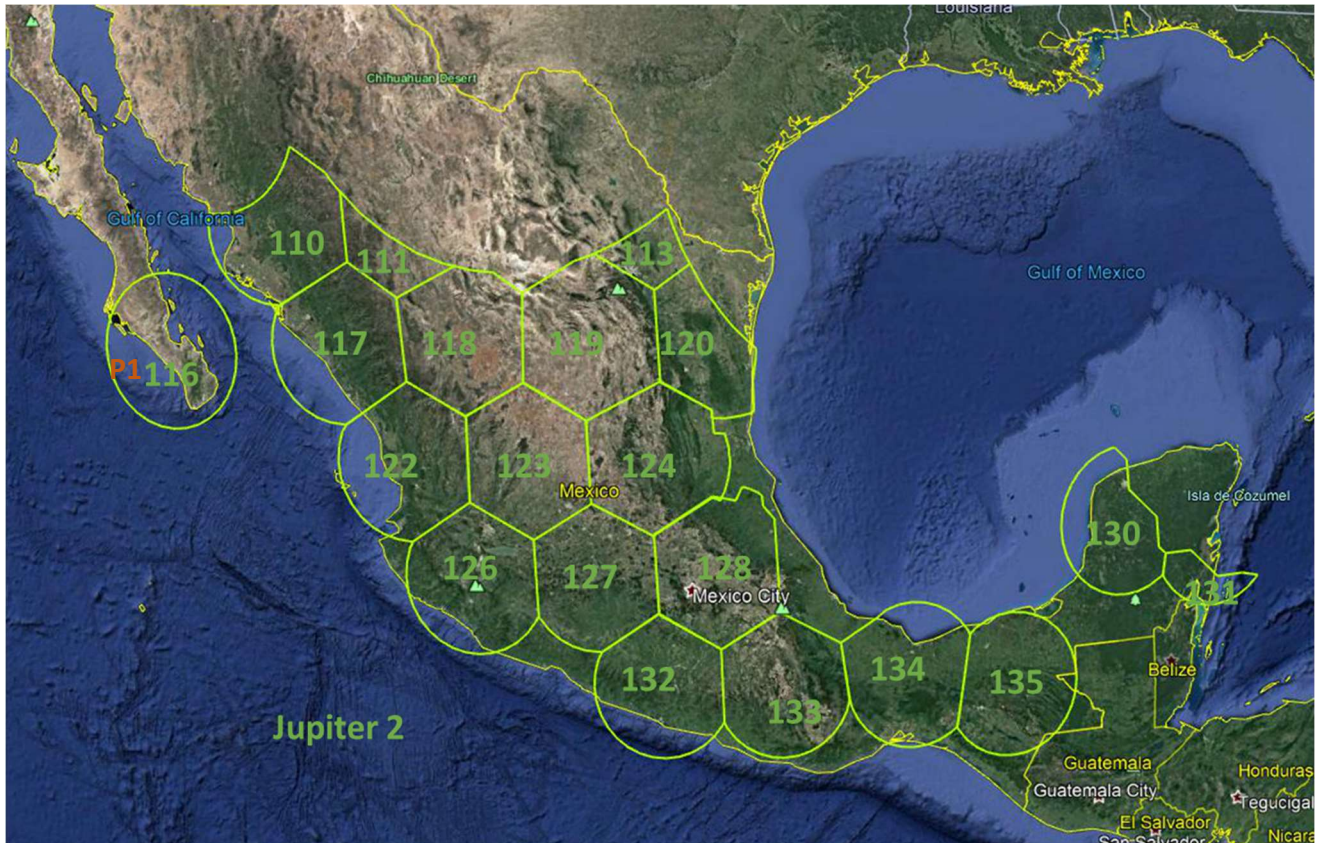 Louisiana
Chihuahuan Desert
Gulf of California
110
111
113
Gulf of Mexico
117
118
119
120
P1 116
122
123
124
Mexico
Isla de Cozumel
130
126
127
128
Mexico City
131
132
133
134
135
Belize
Jupiter 2
Guatemala
Honduras
Guatemala City
Tegucigal
El Salvador
San Salvador
Nicara